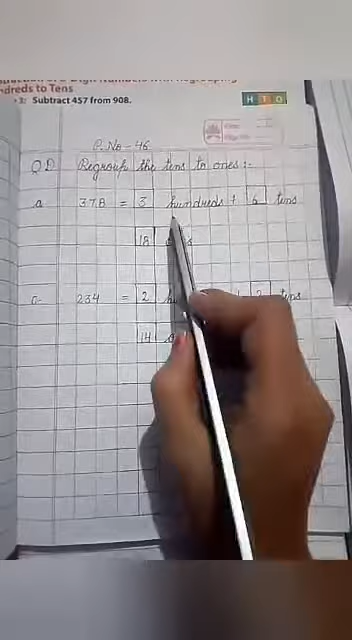 ndreds to Tens
3: Subtract 457 from 908.
H T O
P. No - 46
Q D Regroup the tens to ones :-
a 378 = 3 hundreds + 6 tens
18
234 = 2 2 tens
14